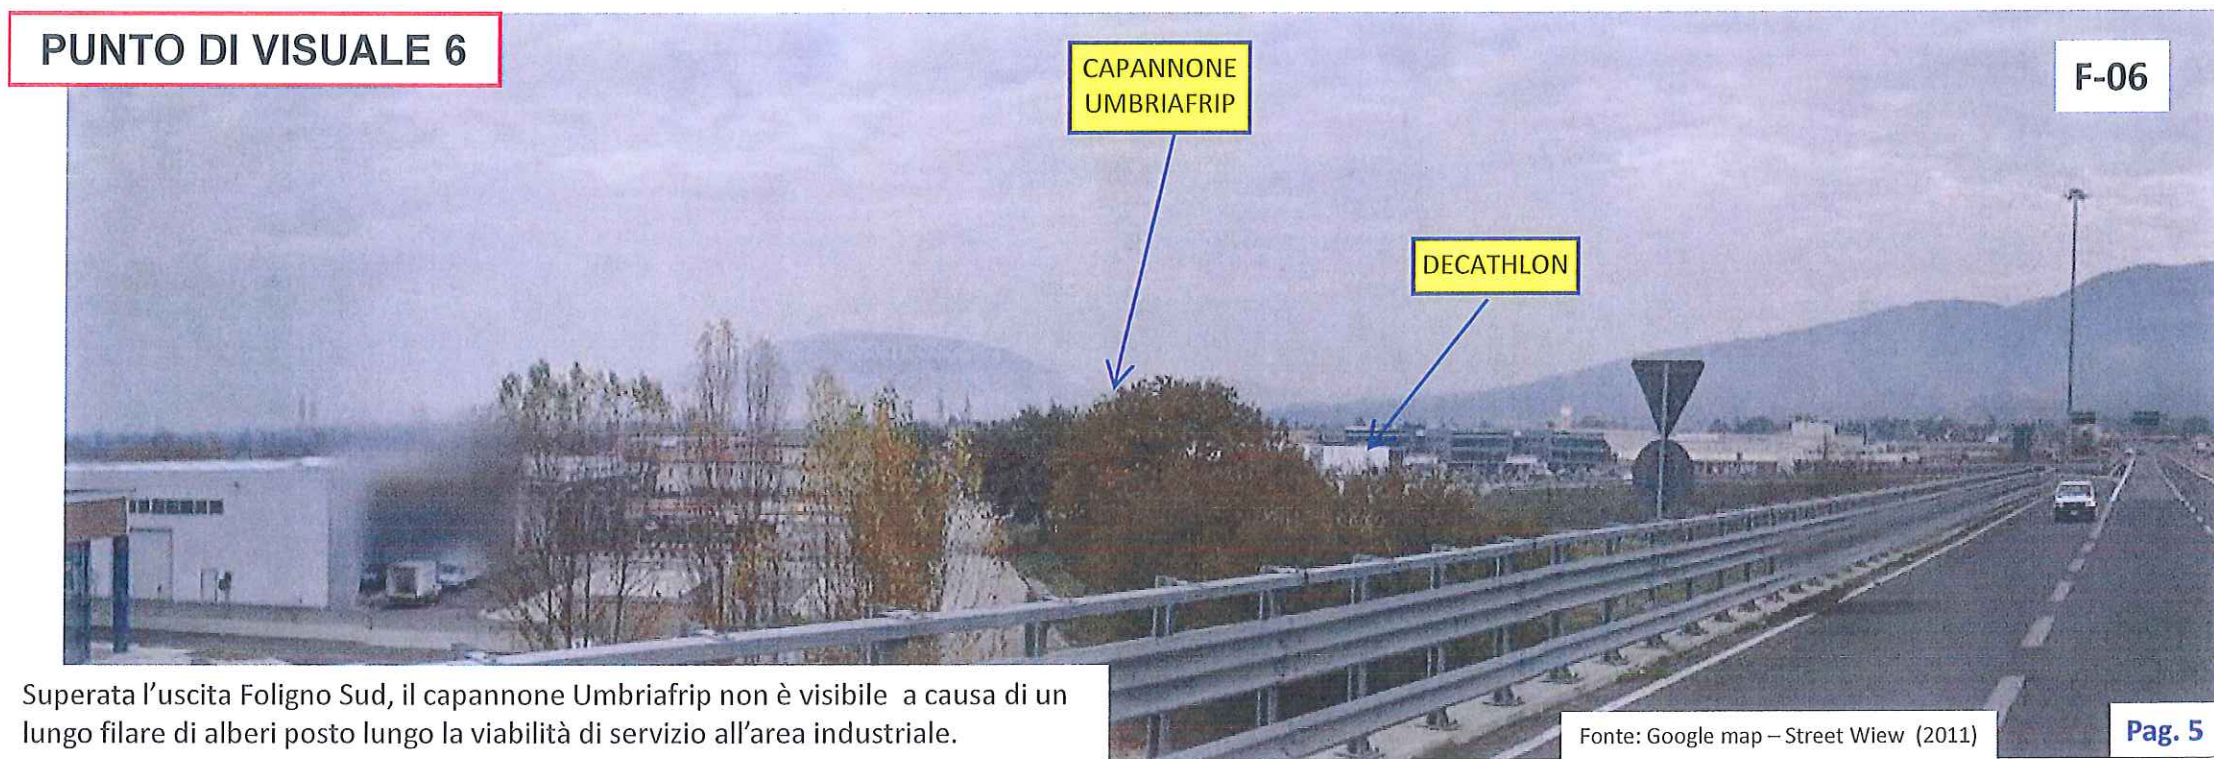 PUNTO DI VISUALE 6
CAPANNONE
UMBRIAFRIP
F-06
DECATHLON
Superata l'uscita Foligno Sud, il capannone Umbriafrip non è visibile a causa di un
lungo filare di alberi posto lungo la viabilità di servizio all'area industriale.
Fonte: Google map – Street Wiew (2011)
Pag. 5